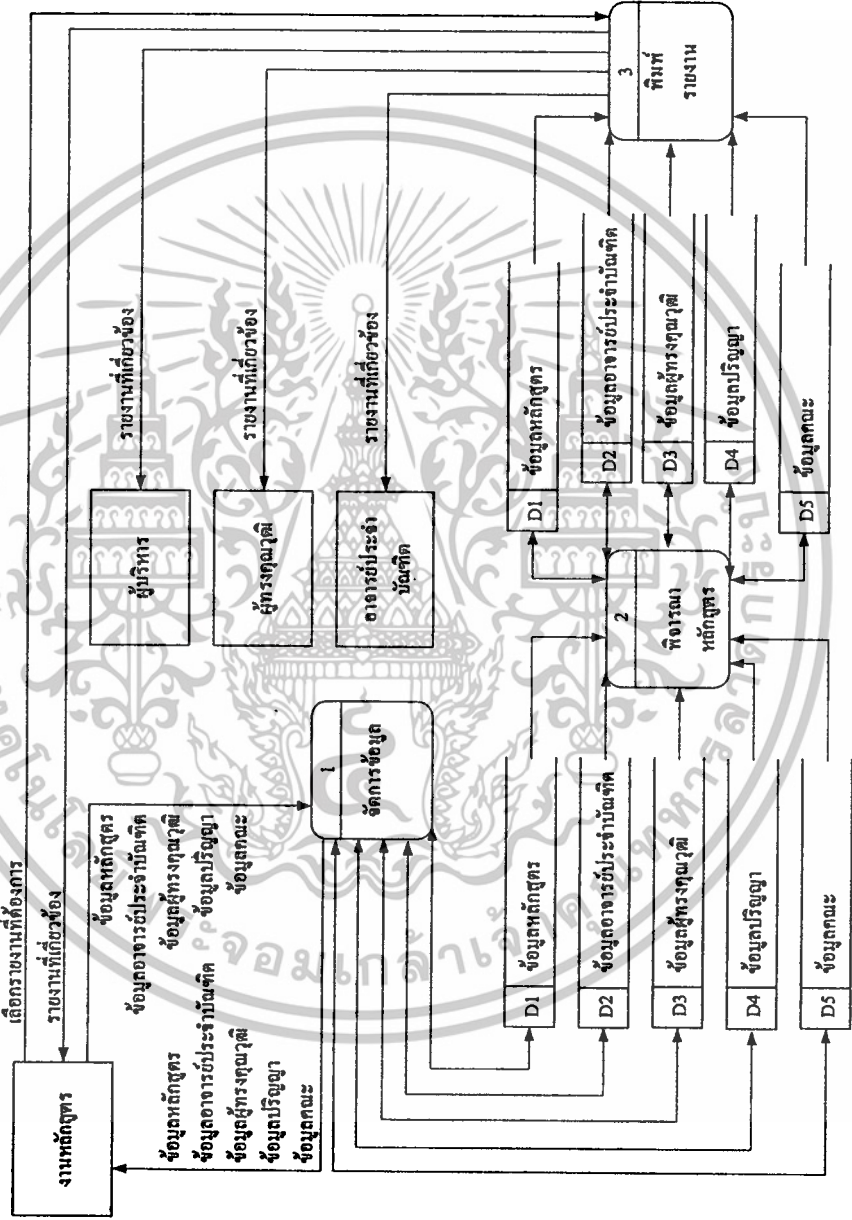 เลือกรายงานที่ต้องการ
รายงานที่เกี่ยวข้อง
งานหลักสูตร
ข้อมูลหลักสูตร
ข้อมูลอาจารย์ประจำบัณฑิต
ข้อมูลผู้ทรงคุณวุฒิ
ข้อมูลปริญญา
ข้อมูลคณะ
ข้อมูลหลักสูตร
ข้อมูลอาจารย์ประจำบัณฑิต
ข้อมูลผู้ทรงคุณวุฒิ
ข้อมูลปริญญา
ข้อมูลคณะ
1
จัดการข้อมูล
ผู้บริหาร
รายงานที่เกี่ยวข้อง
ผู้ทรงคุณวุฒิ
รายงานที่เกี่ยวข้อง
อาจารย์ประจำ
บัณฑิต
รายงานที่เกี่ยวข้อง
3
พิมพ์
รายงาน
D1 ข้อมูลหลักสูตร
D2 ข้อมูลอาจารย์ประจำบัณฑิต
D3 ข้อมูลผู้ทรงคุณวุฒิ
D4 ข้อมูลปริญญา
D5 ข้อมูลคณะ
2
พิจารณา
หลักสูตร
D1 ข้อมูลหลักสูตร
D2 ข้อมูลอาจารย์ประจำบัณฑิต
D3 ข้อมูลผู้ทรงคุณวุฒิ
D4 ข้อมูลปริญญา
D5 ข้อมูลคณะ